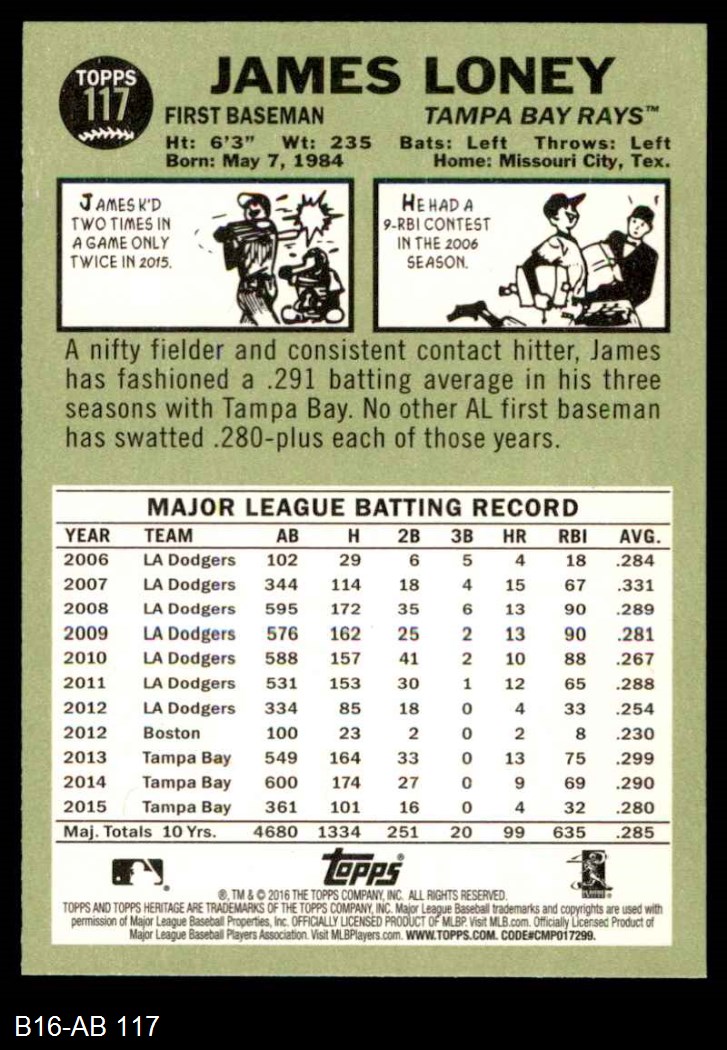 TOPPS
117
JAMES LONEY
FIRST BASEMAN TAMPA BAY RAYS™
Ht: 6'3" Wt: 235 Bats: Left Throws: Left
Born: May 7, 1984 Home: Missouri City, Tex.
JAMES K'D
TWO TIMES IN
A GAME ONLY
TWICE IN 2015.
HE HAD A
9-RBI CONTEST
IN THE 2006
SEASON.
A nifty fielder and consistent contact hitter, James
has fashioned a .291 batting average in his three
seasons with Tampa Bay. No other AL first baseman
has swatted .280-plus each of those years.
MAJOR LEAGUE BATTING RECORD
YEAR TEAM AB H 2B 3B HR RBI AVG.
2006 LA Dodgers 102 29 6 5 4 18 .284
2007 LA Dodgers 344 114 18 4 15 67 .331
2008 LA Dodgers 595 172 35 6 13 90 .289
2009 LA Dodgers 576 162 25 2 13 90 .281
2010 LA Dodgers 588 157 41 2 10 88 .267
2011 LA Dodgers 531 153 30 1 12 65 .288
2012 LA Dodgers 334 85 18 0 4 33 .254
2012 Boston 100 23 2 0 2 8 .230
2013 Tampa Bay 549 164 33 0 13 75 .299
2014 Tampa Bay 600 174 27 0 9 69 .290
2015 Tampa Bay 361 101 16 0 4 32 .280
Maj. Totals 10 Yrs. 4680 1334 251 20 99 635 .285
topps®
®, TM & © 2016 THE TOPPS COMPANY, INC. ALL RIGHTS RESERVED.
TOPPS AND TOPPS HERITAGE ARE TRADEMARKS OF THE TOPPS COMPANY, INC. Major League Baseball trademarks and copyrights are used with
permission of Major League Baseball Properties, Inc. OFFICIALLY LICENSED PRODUCT OF MLBP. Visit MLB.com. Officially Licensed Product of
Major League Baseball Players Association. Visit MLBPlayers.com. WWW.TOPPS.COM. CODE#CMP017299.
B16-AB 117